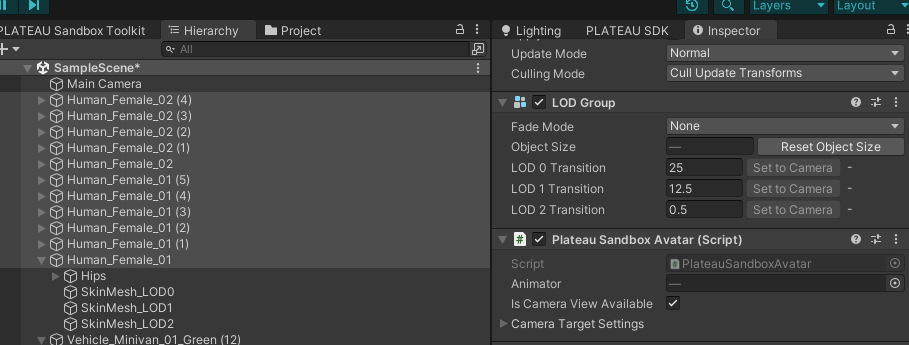 Layers
Layout
PLATEAU Sandbox Toolkit
Hierarchy
Project
All
SampleScene*
Main Camera
Human_Female_02 (4)
Human_Female_02 (3)
Human_Female_02 (2)
Human_Female_02 (1)
Human_Female_02
Human_Female_01 (5)
Human_Female_01 (4)
Human_Female_01 (3)
Human_Female_01 (2)
Human_Female_01 (1)
Human_Female_01
Hips
SkinMesh_LOD0
SkinMesh_LOD1
SkinMesh_LOD2
Vehicle_Minivan_01_Green (12)
Lighting
PLATEAU SDK
Inspector
Update Mode Normal
Culling Mode Cull Update Transforms
LOD Group
Fade Mode None
Object Size — Reset Object Size
LOD 0 Transition 25 Set to Camera -
LOD 1 Transition 12.5 Set to Camera -
LOD 2 Transition 0.5 Set to Camera -
Plateau Sandbox Avatar (Script)
Script PlateauSandboxAvatar
Animator —
Is Camera View Available
Camera Target Settings